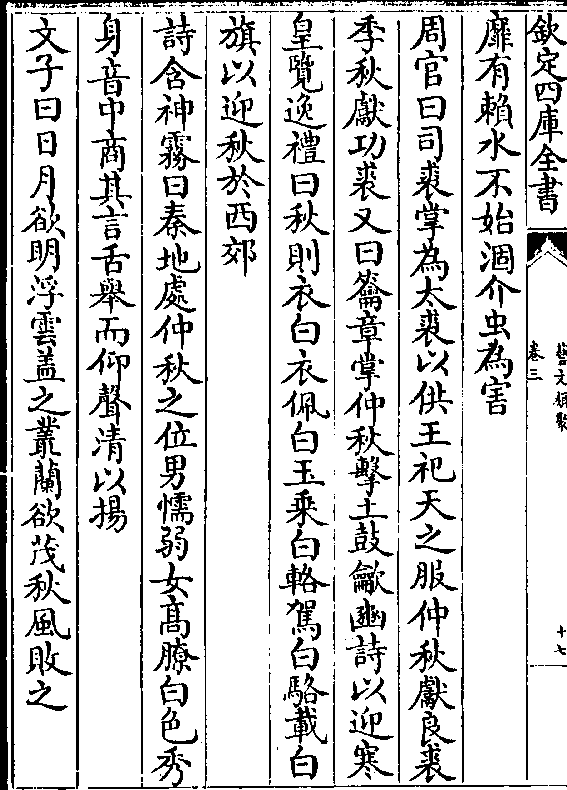 欽定四庫全書
藝文類聚
卷三
十七
靡有賴水不始涸介虫為害
周官曰司裘掌為大裘以供王祀天之服仲秋獻良裘
季秋獻功裘又曰籥章掌仲秋擊土鼓龡豳詩以迎寒
皇覽逸禮曰秋則衣白衣佩白玉乗白輅駕白駱載白
旗以迎秋於西郊
詩含神霧曰秦地處仲秋之位男懦弱女髙膫白色秀
身音中商其言舌舉而仰聲清以揚
文子曰日月欲明浮雲盖之叢蘭欲茂秋風敗之